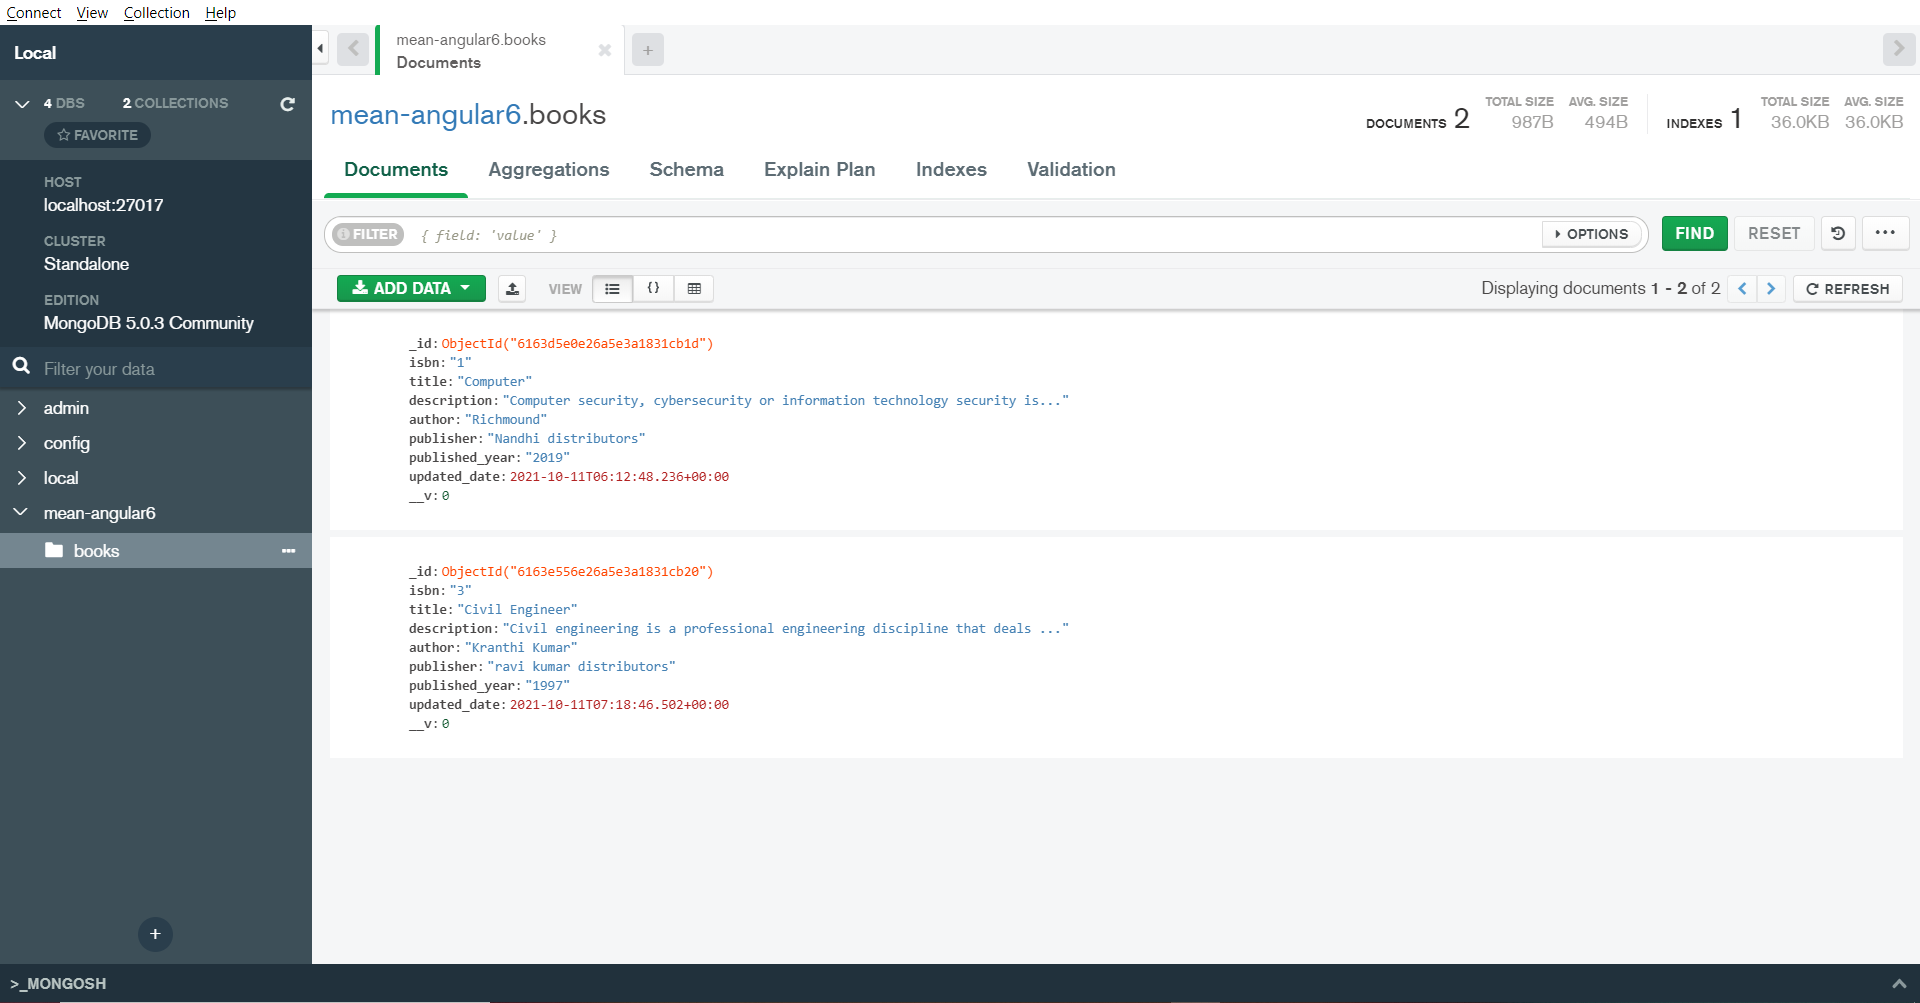 Connect View Collection Help
Local
4 DBS 2 COLLECTIONS
FAVORITE
HOST
localhost:27017
CLUSTER
Standalone
EDITION
MongoDB 5.0.3 Community
Filter your data
admin
config
local
mean-angular6
books
mean-angular6.books
Documents
mean-angular6.books
DOCUMENTS 2 TOTAL SIZE 987B AVG. SIZE 494B INDEXES 1 TOTAL SIZE 36.0KB AVG. SIZE 36.0KB
Documents Aggregations Schema Explain Plan Indexes Validation
FILTER { field: 'value' } OPTIONS FIND RESET
ADD DATA VIEW {} Displaying documents 1 - 2 of 2 REFRESH
_id: ObjectId("6163d5e0e26a5e3a1831cb1d")
isbn: "1"
title: "Computer"
description: "Computer security, cybersecurity or information technology security is..."
author: "Richmound"
publisher: "Nandhi distributors"
published_year: "2019"
updated_date: 2021-10-11T06:12:48.236+00:00
__v: 0
_id: ObjectId("6163e556e26a5e3a1831cb20")
isbn: "3"
title: "Civil Engineer"
description: "Civil engineering is a professional engineering discipline that deals ..."
author: "Kranthi Kumar"
publisher: "ravi kumar distributors"
published_year: "1997"
updated_date: 2021-10-11T07:18:46.502+00:00
__v: 0
>_MONGOSH